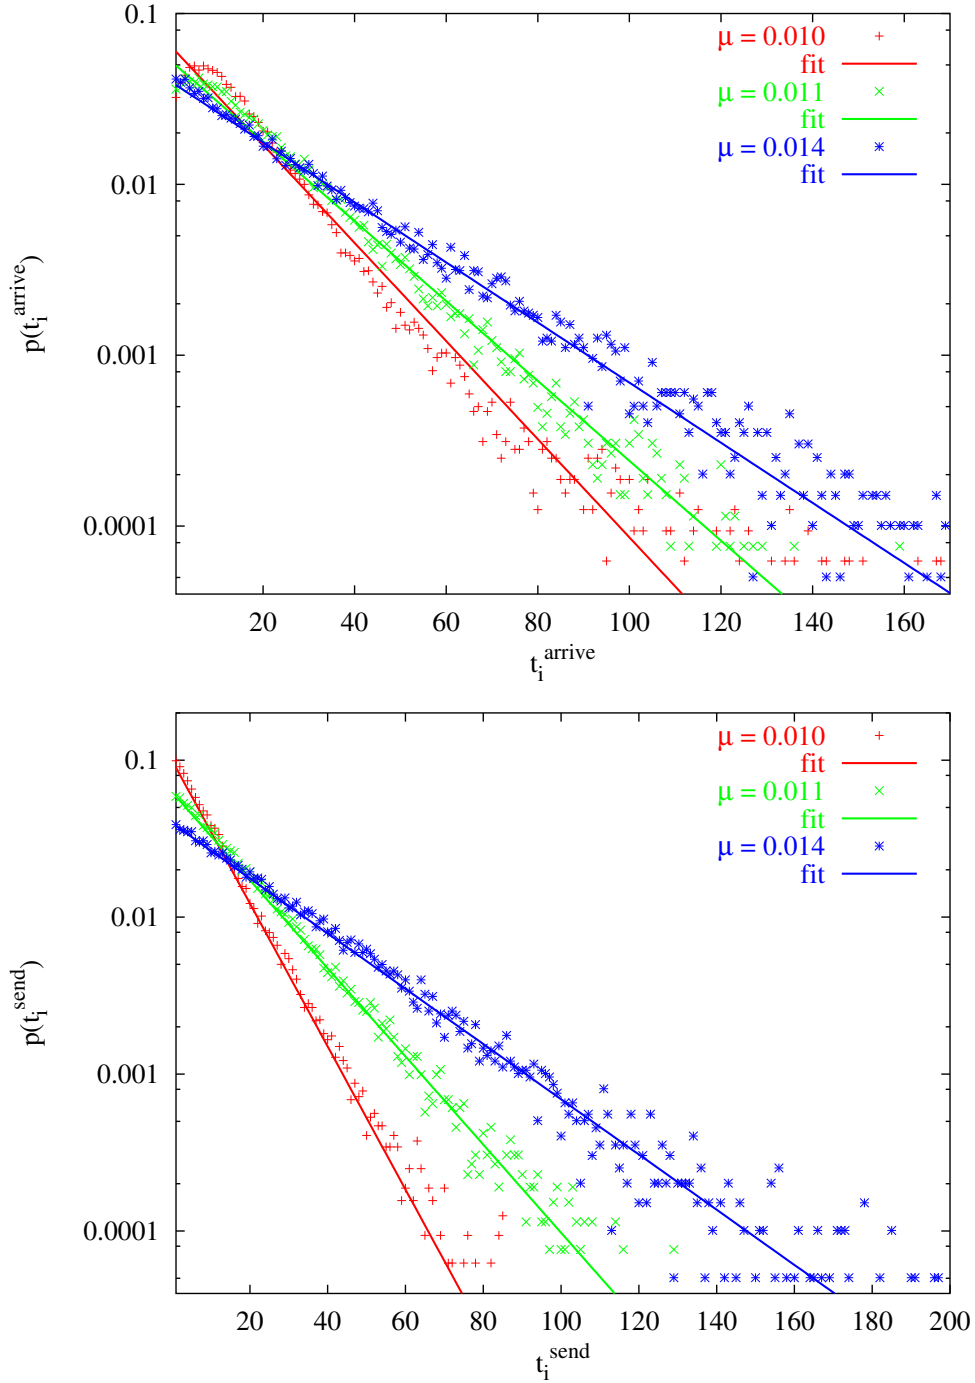 0.1
μ = 0.010
fit
μ = 0.011
fit
μ = 0.014
fit
0.01
0.001
0.0001
p(t_i^arrive)
20 40 60 80 100 120 140 160
t_i^arrive
μ = 0.010
fit
μ = 0.011
fit
μ = 0.014
fit
0.1
0.01
0.001
0.0001
p(t_i^send)
20 40 60 80 100 120 140 160 180 200
t_i^send